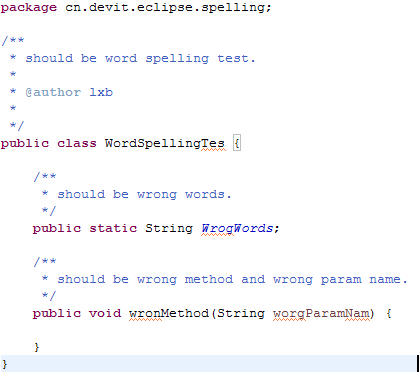 package cn.devit.eclipse.spelling;
/**
 * should be word spelling test.
 *
 * @author lxb
 *
 */
public class WordSpellingTes {
    /**
     * should be wrong words.
     */
    public static String WrogWords;
    /**
     * should be wrong method and wrong param name.
     */
    public void wronMethod(String worgParamNam) {
    }
}